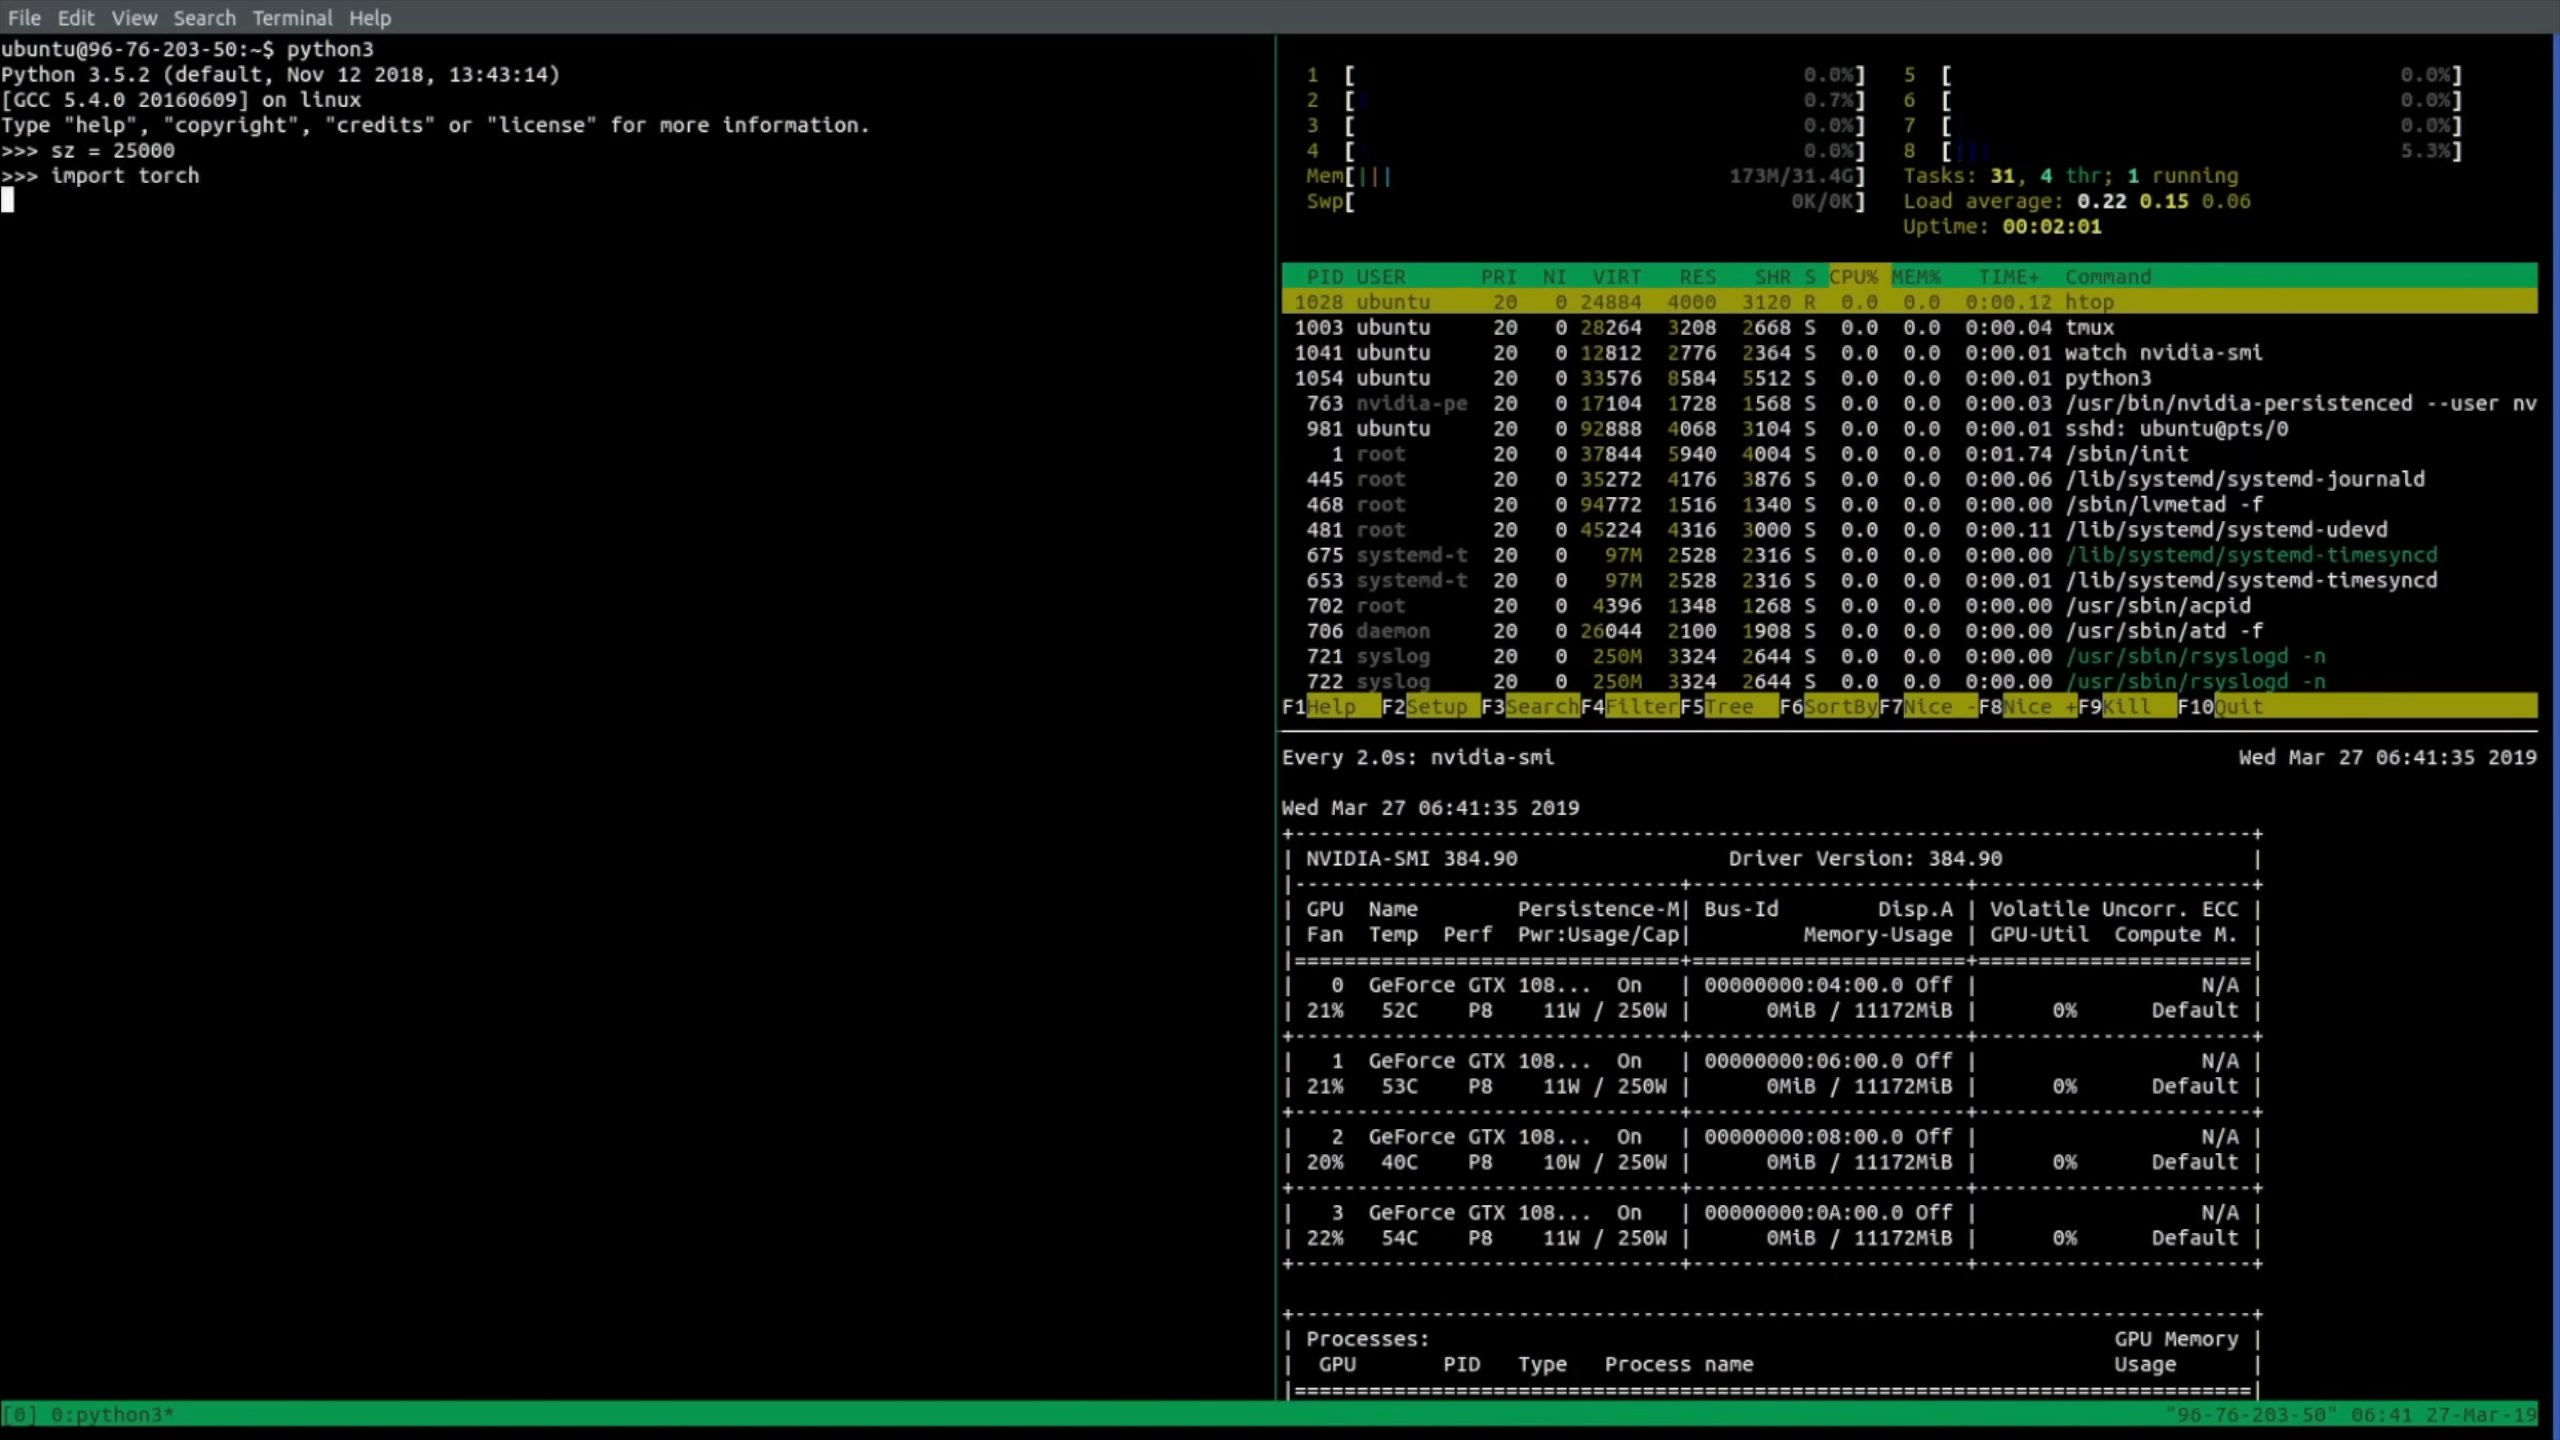 File Edit View Search Terminal Help
ubuntu@96-76-203-50:~$ python3
Python 3.5.2 (default, Nov 12 2018, 13:43:14)
[GCC 5.4.0 20160609] on linux
Type "help", "copyright", "credits" or "license" for more information.
>>> sz = 25000
>>> import torch
1 [ 0.0%] 5 [ 0.0%]
2 [ 0.7%] 6 [ 0.0%]
3 [ 0.0%] 7 [ 0.0%]
4 [ 0.0%] 8 [||| 5.3%]
Mem[||| 173M/31.4G] Tasks: 31, 4 thr; 1 running
Swp[ 0K/0K] Load average: 0.22 0.15 0.06
Uptime: 00:02:01
PID USER PRI NI VIRT RES SHR S CPU% MEM% TIME+ Command
1028 ubuntu 20 0 24884 4000 3120 R 0.0 0.0 0:00.12 htop
1003 ubuntu 20 0 28264 3208 2668 S 0.0 0.0 0:00.04 tmux
1041 ubuntu 20 0 12812 2776 2364 S 0.0 0.0 0:00.01 watch nvidia-smi
1054 ubuntu 20 0 33576 8584 5512 S 0.0 0.0 0:00.01 python3
763 nvidia-pe 20 0 17104 1728 1568 S 0.0 0.0 0:00.03 /usr/bin/nvidia-persistenced --user nv
981 ubuntu 20 0 92888 4068 3104 S 0.0 0.0 0:00.01 sshd: ubuntu@pts/0
1 root 20 0 37844 5940 4004 S 0.0 0.0 0:01.74 /sbin/init
445 root 20 0 35272 4176 3876 S 0.0 0.0 0:00.06 /lib/systemd/systemd-journald
468 root 20 0 94772 1516 1340 S 0.0 0.0 0:00.00 /sbin/lvmetad -f
481 root 20 0 45224 4316 3000 S 0.0 0.0 0:00.11 /lib/systemd/systemd-udevd
675 systemd-t 20 0 97M 2528 2316 S 0.0 0.0 0:00.00 /lib/systemd/systemd-timesyncd
653 systemd-t 20 0 97M 2528 2316 S 0.0 0.0 0:00.01 /lib/systemd/systemd-timesyncd
702 root 20 0 4396 1348 1268 S 0.0 0.0 0:00.00 /usr/sbin/acpid
706 daemon 20 0 26044 2100 1908 S 0.0 0.0 0:00.00 /usr/sbin/atd -f
721 syslog 20 0 250M 3324 2644 S 0.0 0.0 0:00.00 /usr/sbin/rsyslogd -n
722 syslog 20 0 250M 3324 2644 S 0.0 0.0 0:00.00 /usr/sbin/rsyslogd -n
F1Help F2Setup F3SearchF4FilterF5Tree F6SortByF7Nice -F8Nice +F9Kill F10Quit
Every 2.0s: nvidia-smi Wed Mar 27 06:41:35 2019
Wed Mar 27 06:41:35 2019
+-----------------------------------------------------------------------------+
| NVIDIA-SMI 384.90 Driver Version: 384.90 |
|-------------------------------+----------------------+----------------------+
| GPU Name Persistence-M| Bus-Id Disp.A | Volatile Uncorr. ECC |
| Fan Temp Perf Pwr:Usage/Cap| Memory-Usage | GPU-Util Compute M. |
|===============================+======================+======================|
| 0 GeForce GTX 108... On | 00000000:04:00.0 Off | N/A |
| 21% 52C P8 11W / 250W | 0MiB / 11172MiB | 0% Default |
+-------------------------------+----------------------+----------------------+
| 1 GeForce GTX 108... On | 00000000:06:00.0 Off | N/A |
| 21% 53C P8 11W / 250W | 0MiB / 11172MiB | 0% Default |
+-------------------------------+----------------------+----------------------+
| 2 GeForce GTX 108... On | 00000000:08:00.0 Off | N/A |
| 20% 40C P8 10W / 250W | 0MiB / 11172MiB | 0% Default |
+-------------------------------+----------------------+----------------------+
| 3 GeForce GTX 108... On | 00000000:0A:00.0 Off | N/A |
| 22% 54C P8 11W / 250W | 0MiB / 11172MiB | 0% Default |
+-------------------------------+----------------------+----------------------+
+-----------------------------------------------------------------------------+
| Processes: GPU Memory |
| GPU PID Type Process name Usage |
|=============================================================================|
[0] 0:python3* "96-76-203-50" 06:41 27-Mar-19